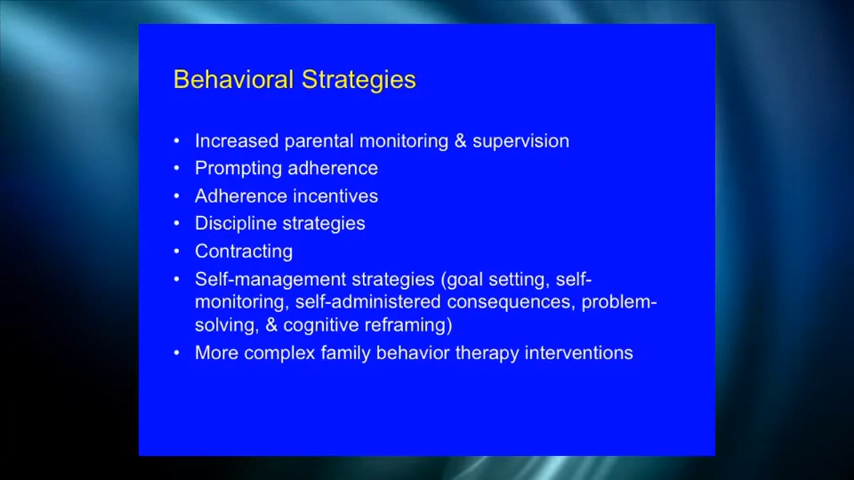 Behavioral Strategies
• Increased parental monitoring & supervision
• Prompting adherence
• Adherence incentives
• Discipline strategies
• Contracting
• Self-management strategies (goal setting, self-
monitoring, self-administered consequences, problem-
solving, & cognitive reframing)
• More complex family behavior therapy interventions